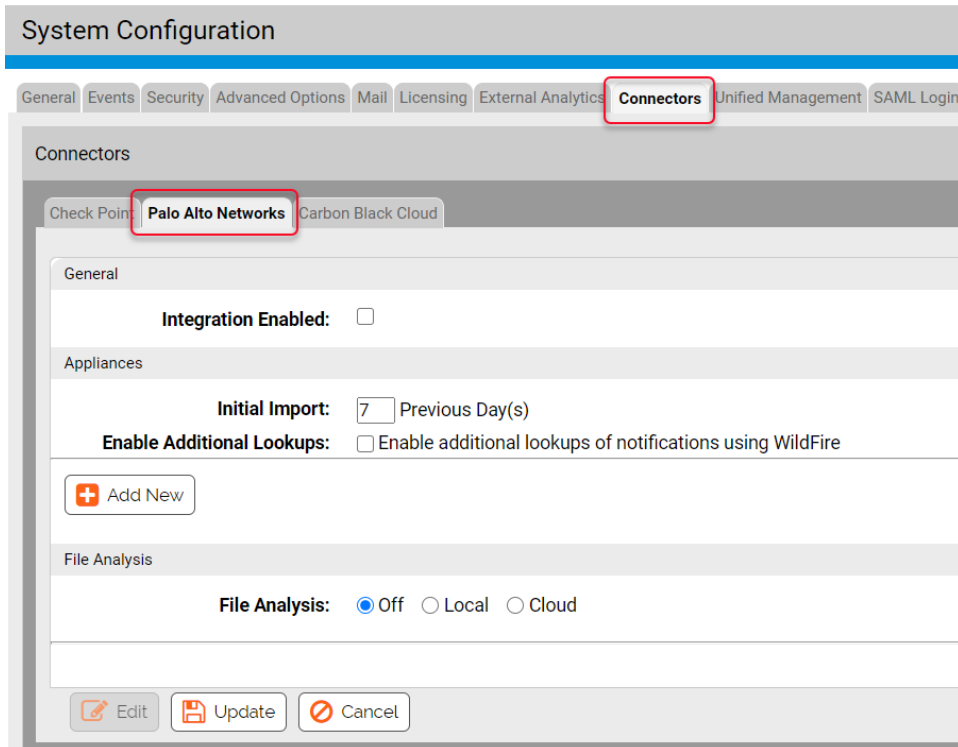 System Configuration
General Events Security Advanced Options Mail Licensing External Analytics Connectors Unified Management SAML Login
Connectors
Check Point Palo Alto Networks Carbon Black Cloud
General
Integration Enabled:
Appliances
Initial Import: 7 Previous Day(s)
Enable Additional Lookups: Enable additional lookups of notifications using WildFire
Add New
File Analysis
File Analysis: Off Local Cloud
Edit Update Cancel